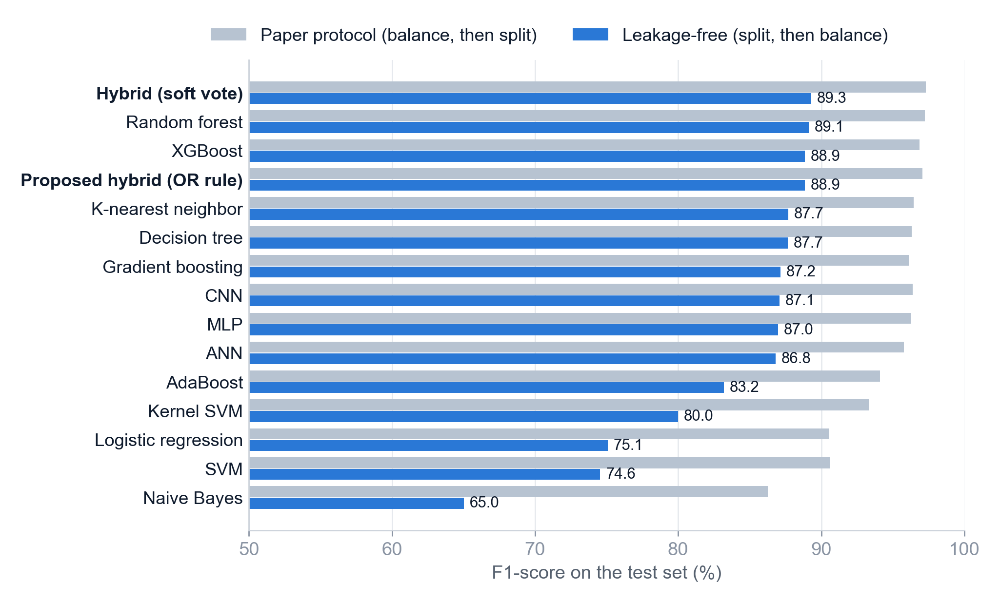 Paper protocol (balance, then split) Leakage-free (split, then balance)
Hybrid (soft vote) 89.3
Random forest 89.1
XGBoost 88.9
Proposed hybrid (OR rule) 88.9
K-nearest neighbor 87.7
Decision tree 87.7
Gradient boosting 87.2
CNN 87.1
MLP 87.0
ANN 86.8
AdaBoost 83.2
Kernel SVM 80.0
Logistic regression 75.1
SVM 74.6
Naive Bayes 65.0
50 60 70 80 90 100
F1-score on the test set (%)